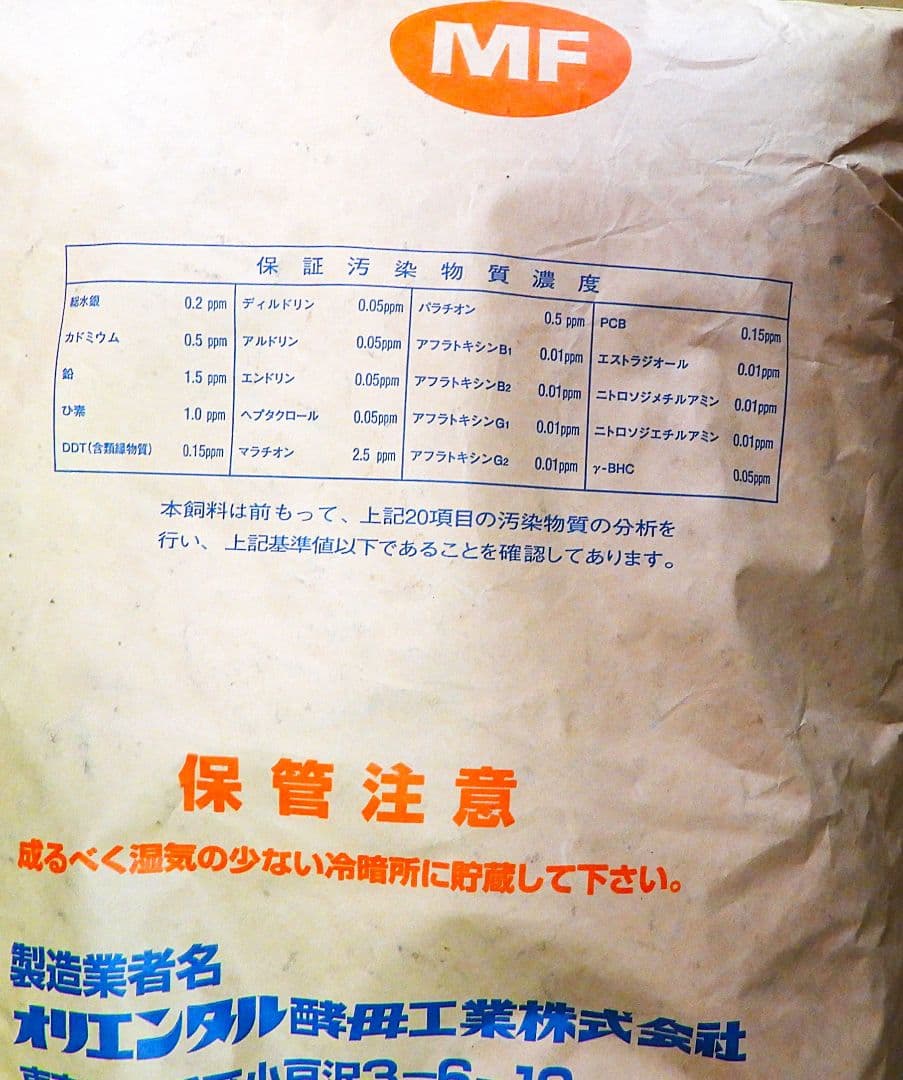 MF
保証汚染物質濃度
総水銀 0.2 ppm
カドミウム 0.5 ppm
鉛 1.5 ppm
ひ素 1.0 ppm
DDT(含類縁物質) 0.15ppm
ディルドリン 0.05ppm
アルドリン 0.05ppm
エンドリン 0.05ppm
ヘプタクロール 0.05ppm
マラチオン 2.5 ppm
パラチオン 0.5 ppm
アフラトキシンB1 0.01ppm
アフラトキシンB2 0.01ppm
アフラトキシンG1 0.01ppm
アフラトキシンG2 0.01ppm
PCB 0.15ppm
エストラジオール 0.01ppm
ニトロソジメチルアミン 0.01ppm
ニトロソジエチルアミン 0.01ppm
γ-BHC 0.05ppm
本飼料は前もって、上記20項目の汚染物質の分析を
行い、上記基準値以下であることを確認してあります。
保管注意
成るべく湿気の少ない冷暗所に貯蔵して下さい。
製造業者名
オリエンタル酵母工業株式会社
小豆沢3-6-10